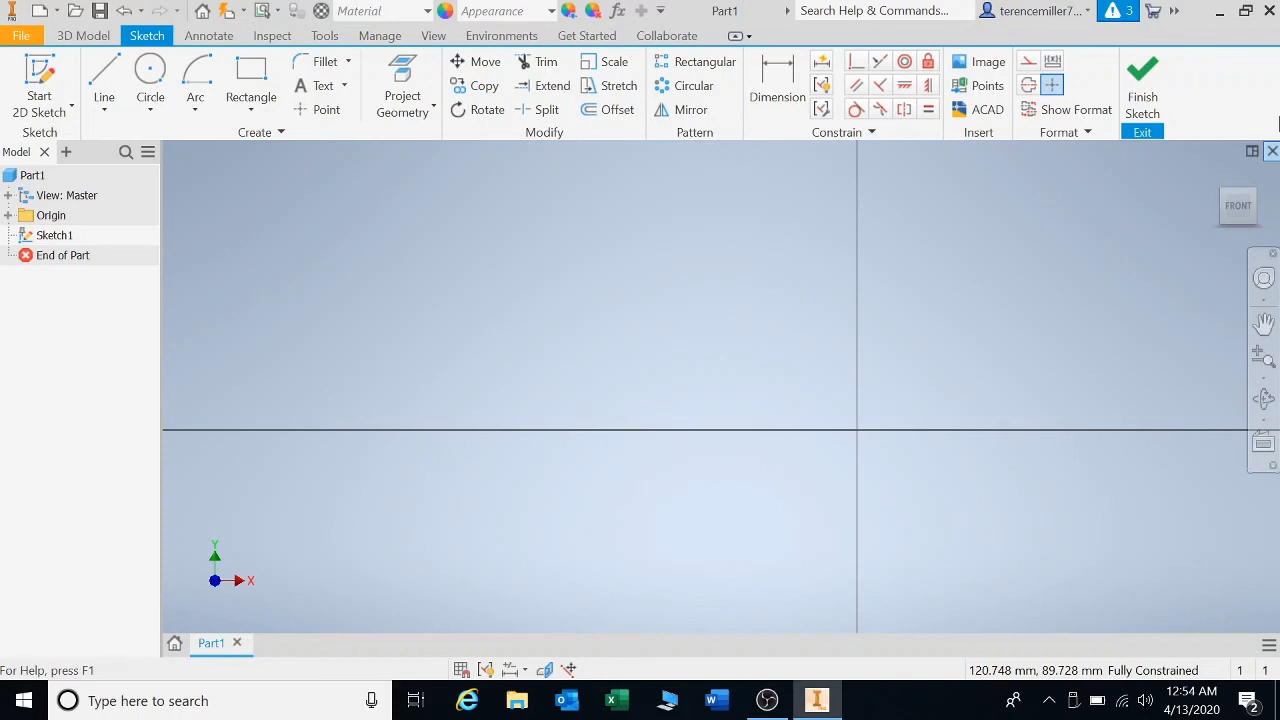 Material
Appearance
fx
Part1
Search Help & Commands...
terencemiller7...
3
File
3D Model
Sketch
Annotate
Inspect
Tools
Manage
View
Environments
Get Started
Collaborate
Start
2D Sketch
Line
Circle
Arc
Rectangle
Fillet
Text
Point
Project
Geometry
Move
Copy
Rotate
Trim
Extend
Split
Scale
Stretch
Offset
Rectangular
Circular
Mirror
Dimension
Image
Points
ACAD
Show Format
Finish
Sketch
Sketch
Create
Modify
Pattern
Constrain
Insert
Format
Exit
Model
Part1
View: Master
Origin
Sketch1
End of Part
FRONT
Y
X
Part1
For Help, press F1
120.748 mm, 89.728 mm Fully Constrained
1
1
Type here to search
12:54 AM
4/13/2020
2